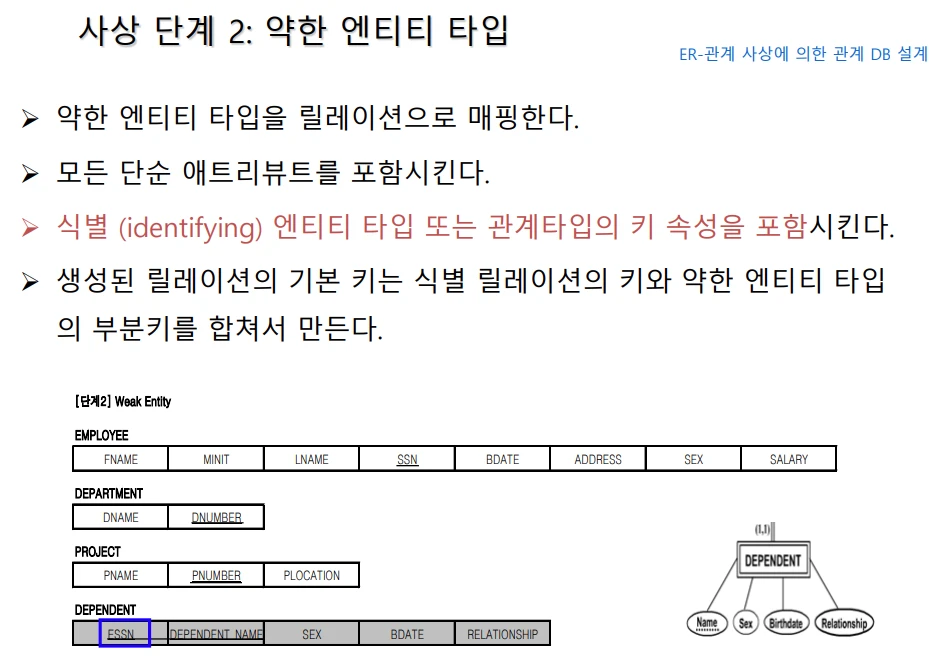 사상 단계 2: 약한 엔티티 타입
ER-관계 사상에 의한 관계 DB 설계
➢ 약한 엔티티 타입을 릴레이션으로 매핑한다.
➢ 모든 단순 애트리뷰트를 포함시킨다.
➢ 식별 (identifying) 엔티티 타입 또는 관계타입의 키 속성을 포함시킨다.
➢ 생성된 릴레이션의 기본 키는 식별 릴레이션의 키와 약한 엔티티 타입
의 부분키를 합쳐서 만든다.
[단계2] Weak Entity
EMPLOYEE
FNAME MINIT LNAME SSN BDATE ADDRESS SEX SALARY
DEPARTMENT
DNAME DNUMBER
PROJECT
PNAME PNUMBER PLOCATION
DEPENDENT
ESSN DEPENDENT_NAME SEX BDATE RELATIONSHIP
(1,1)
DEPENDENT
Name Sex Birthdate Relationship